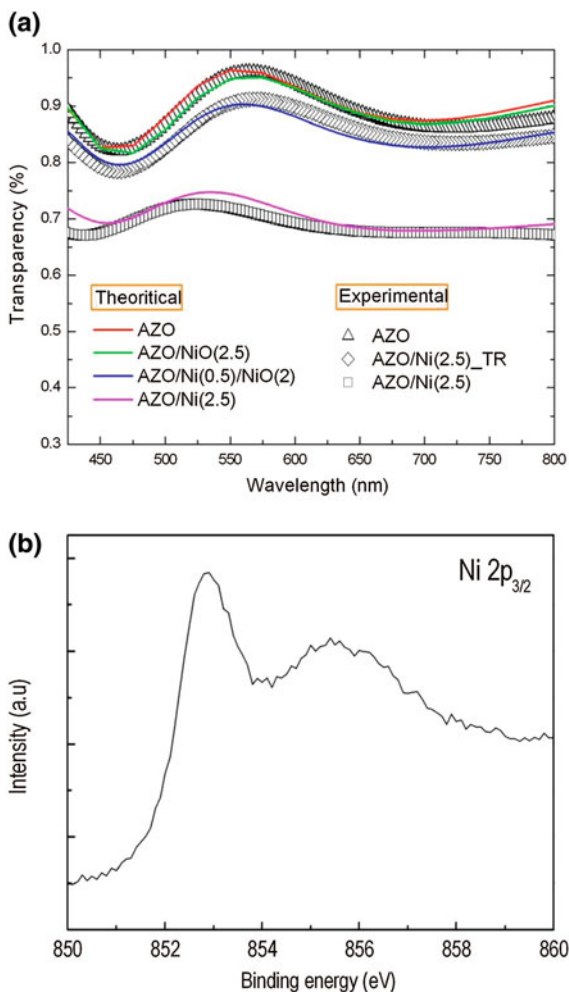 (a)
1.0
0.9
0.8
0.7
0.6
0.5
0.4
0.3
Transparency (%)
Theoritical
AZO
AZO/NiO(2.5)
AZO/Ni(0.5)/NiO(2)
AZO/Ni(2.5)
Experimental
AZO
AZO/Ni(2.5)_TR
AZO/Ni(2.5)
450 500 550 600 650 700 750 800
Wavelength (nm)
(b)
Ni 2p3/2
Intensity (a.u)
850 852 854 856 858 860
Binding energy (eV)